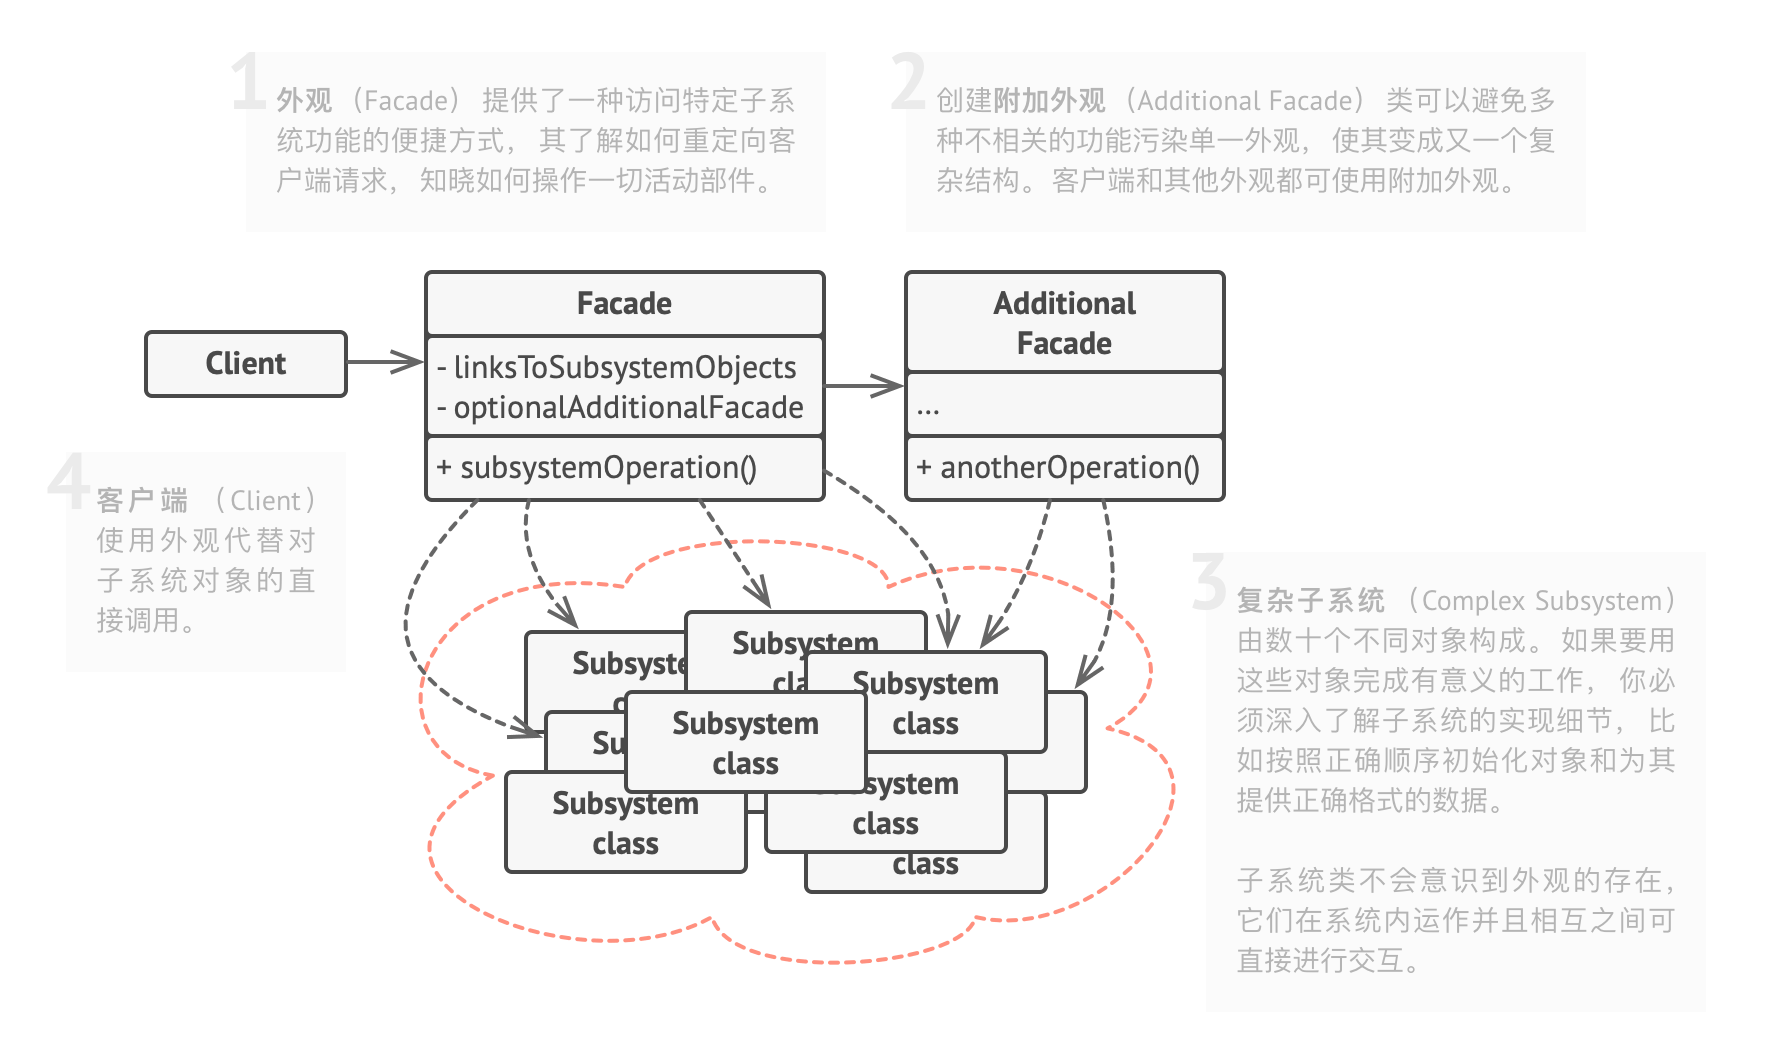 1
外观 （Facade） 提供了一种访问特定子系
统功能的便捷方式， 其了解如何重定向客
户端请求， 知晓如何操作一切活动部件。
2
创建附加外观 （Additional Facade） 类可以避免多
种不相关的功能污染单一外观， 使其变成又一个复
杂结构。 客户端和其他外观都可使用附加外观。
Client
Facade
- linksToSubsystemObjects
- optionalAdditionalFacade
+ subsystemOperation()
Additional
Facade
...
+ anotherOperation()
4
客户端 （Client）
使用外观代替对
子系统对象的直
接调用。
Subsystem
Subsystem
class
Subsystem
class
Subsystem
class
class
class
3
复杂子系统 （Complex Subsystem）
由数十个不同对象构成。 如果要用
这些对象完成有意义的工作， 你必
须深入了解子系统的实现细节， 比
如按照正确顺序初始化对象和为其
提供正确格式的数据。
子系统类不会意识到外观的存在，
它们在系统内运作并且相互之间可
直接进行交互。